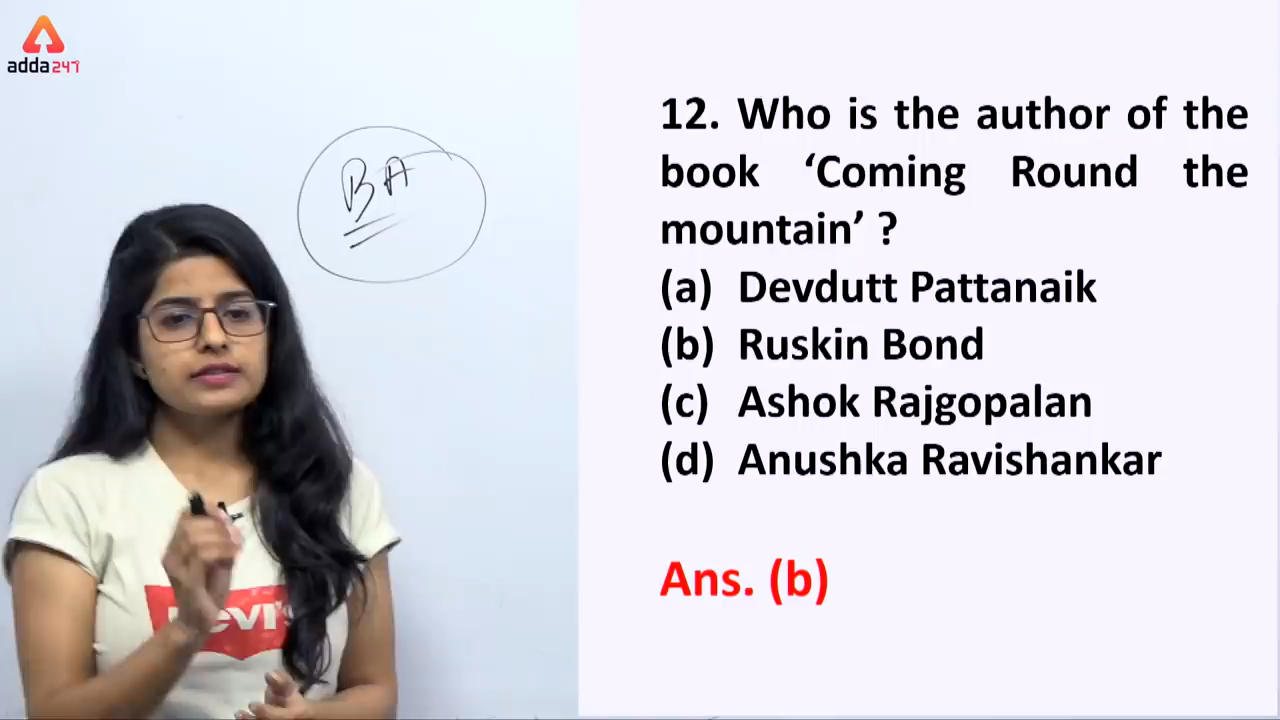 adda247
BA
12. Who is the author of the
book ‘Coming Round the
mountain’ ?
(a) Devdutt Pattanaik
(b) Ruskin Bond
(c) Ashok Rajgopalan
(d) Anushka Ravishankar
Ans. (b)
Levi's